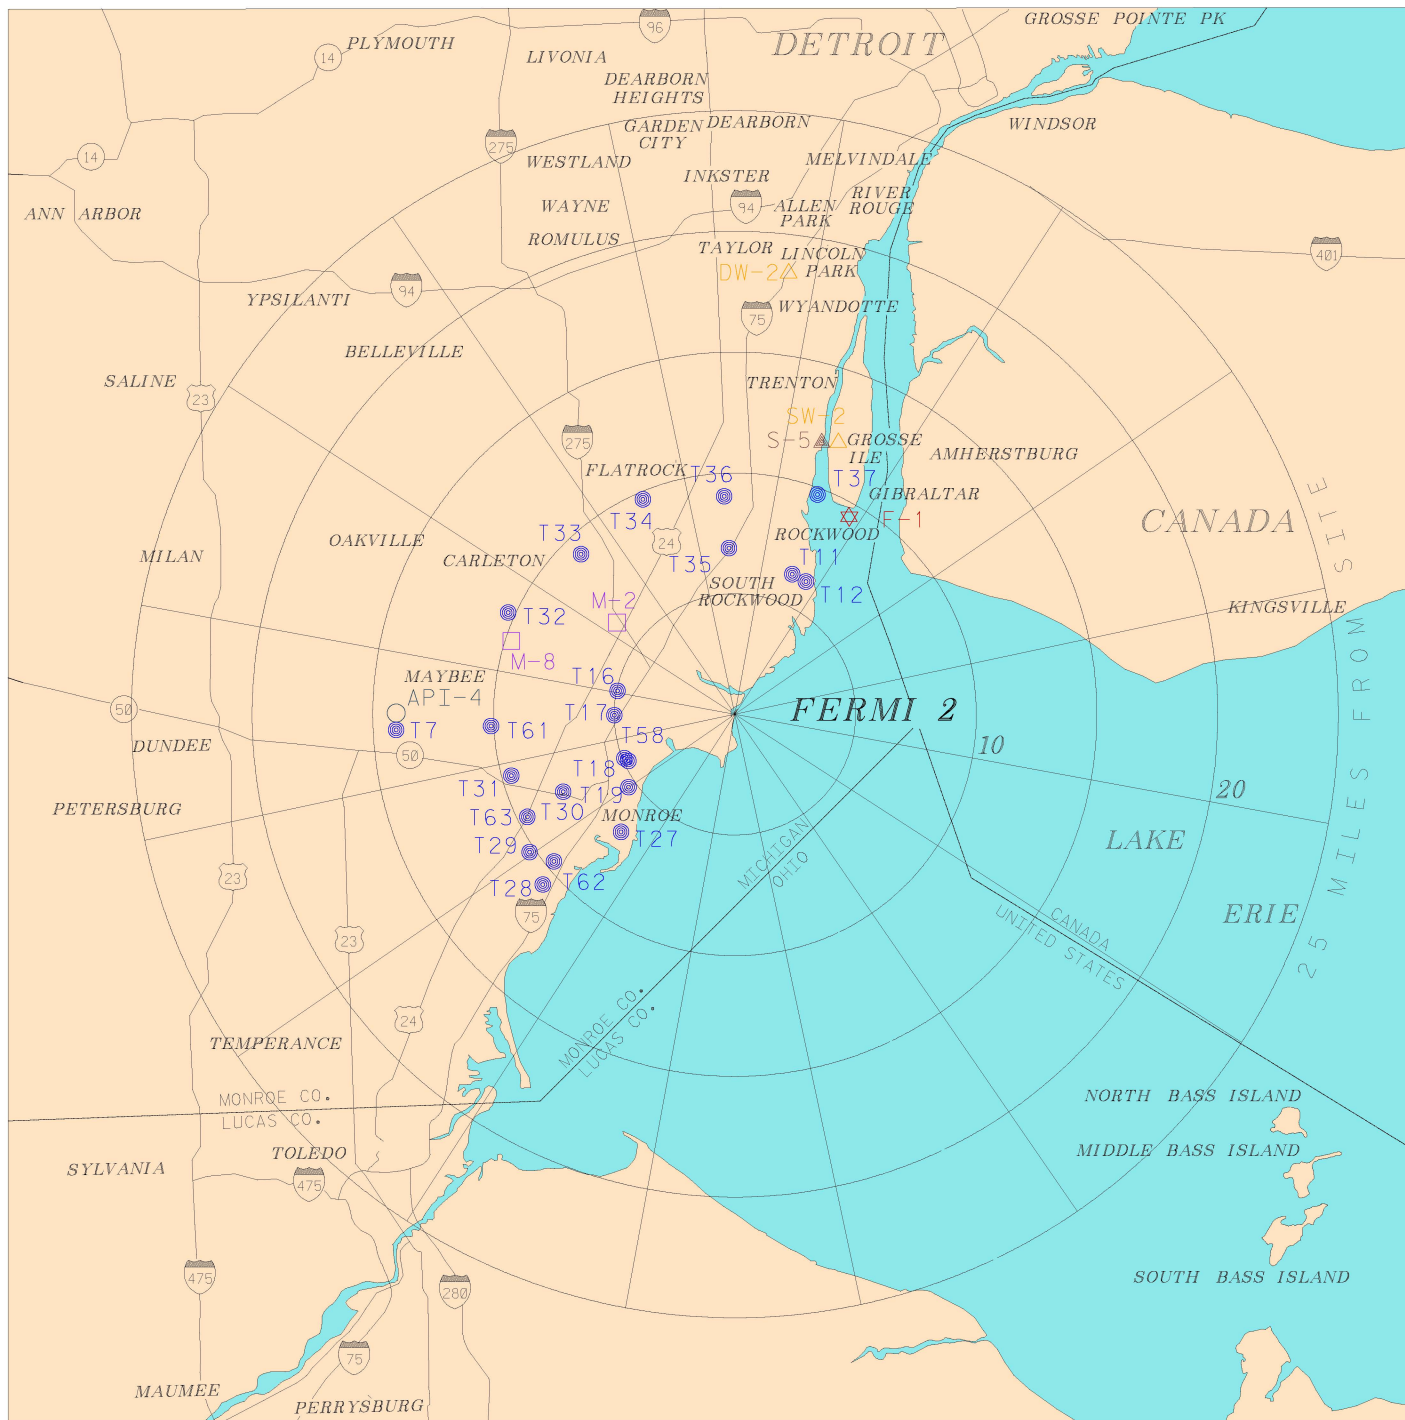 GROSSE POINTE PK
96
PLYMOUTH
DETROIT
14
LIVONIA
DEARBORN
HEIGHTS
GARDEN
CITY
DEARBORN
WINDSOR
275
14
WESTLAND
MELVINDALE
INKSTER
RIVER
ROUGE
94
ALLEN
PARK
WAYNE
ANN ARBOR
ROMULUS
TAYLOR
LINCOLN
PARK
401
DW-2
94
YPSILANTI
WYANDOTTE
75
BELLEVILLE
SALINE
TRENTON
23
SW-2
S-5
GROSSE
ILE
275
AMHERSTBURG
FLATROCK
T36
T37
GIBRALTAR
T34
F-1
CANADA
T33
24
ROCKWOOD
OAKVILLE
MILAN
CARLETON
T35
T11
SOUTH
ROCKWOOD
T12
M-2
T32
KINGSVILLE
M-8
MAYBEE
T16
API-4
50
T17
FERMI 2
T7
T61
T58
DUNDEE
50
10
T18
T31
T19
20
PETERSBURG
T63
T30
MONROE
T27
LAKE
T29
MICHIGAN
OHIO
23
T28
T62
75
ERIE
25 MILES FROM SITE
CANADA
UNITED STATES
23
24
MONROE CO.
LUCAS CO.
TEMPERANCE
MONROE CO.
LUCAS CO.
NORTH BASS ISLAND
TOLEDO
MIDDLE BASS ISLAND
SYLVANIA
475
475
SOUTH BASS ISLAND
280
75
MAUMEE
PERRYSBURG